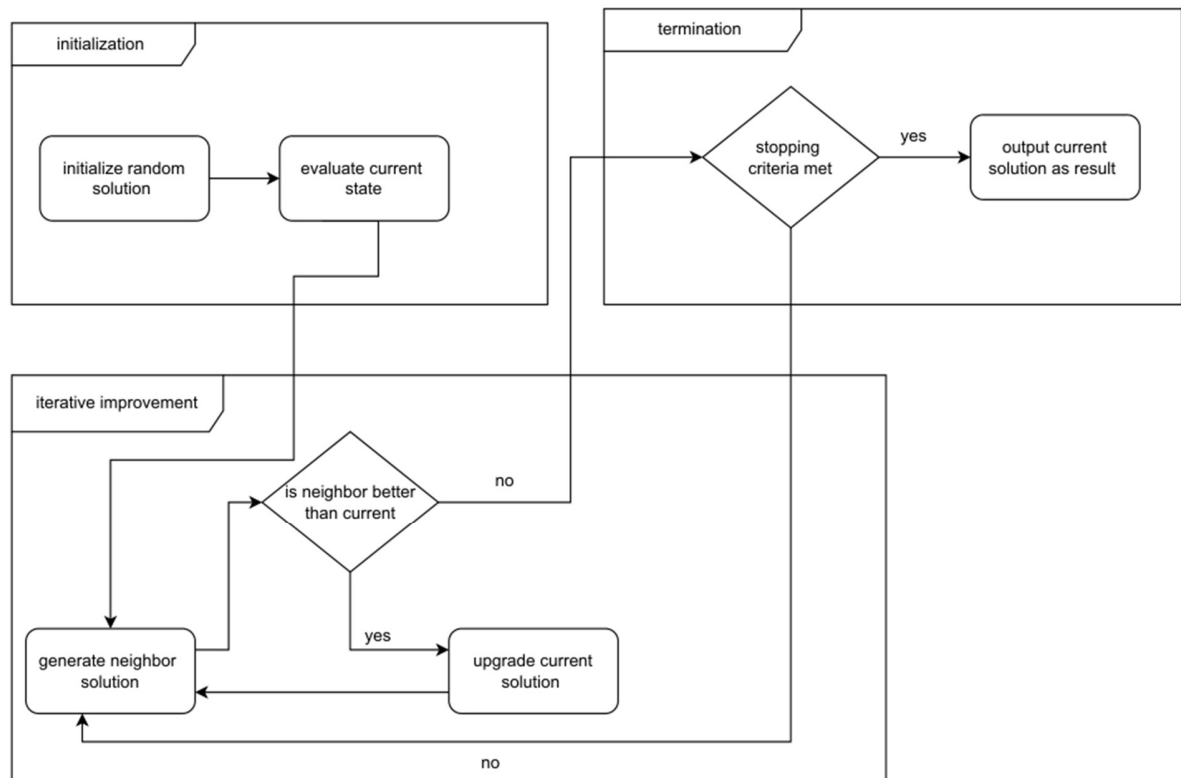 initialization
initialize random
solution
evaluate current
state
termination
stopping
criteria met
yes
output current
solution as result
iterative improvement
is neighbor better
than current
no
yes
generate neighbor
solution
upgrade current
solution
no